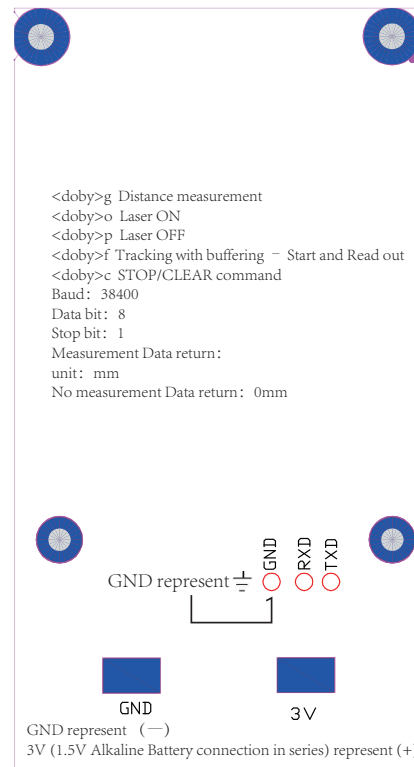 <doby>g Distance measurement
<doby>o Laser ON
<doby>p Laser OFF
<doby>f Tracking with buffering – Start and Read out
<doby>c STOP/CLEAR command
Baud: 38400
Data bit: 8
Stop bit: 1
Measurement Data return:
unit: mm
No measurement Data return: 0mm
GND RXD TXD
GND represent
GND 3V
GND represent (—)
3V (1.5V Alkaline Battery connection in series) represent (+)